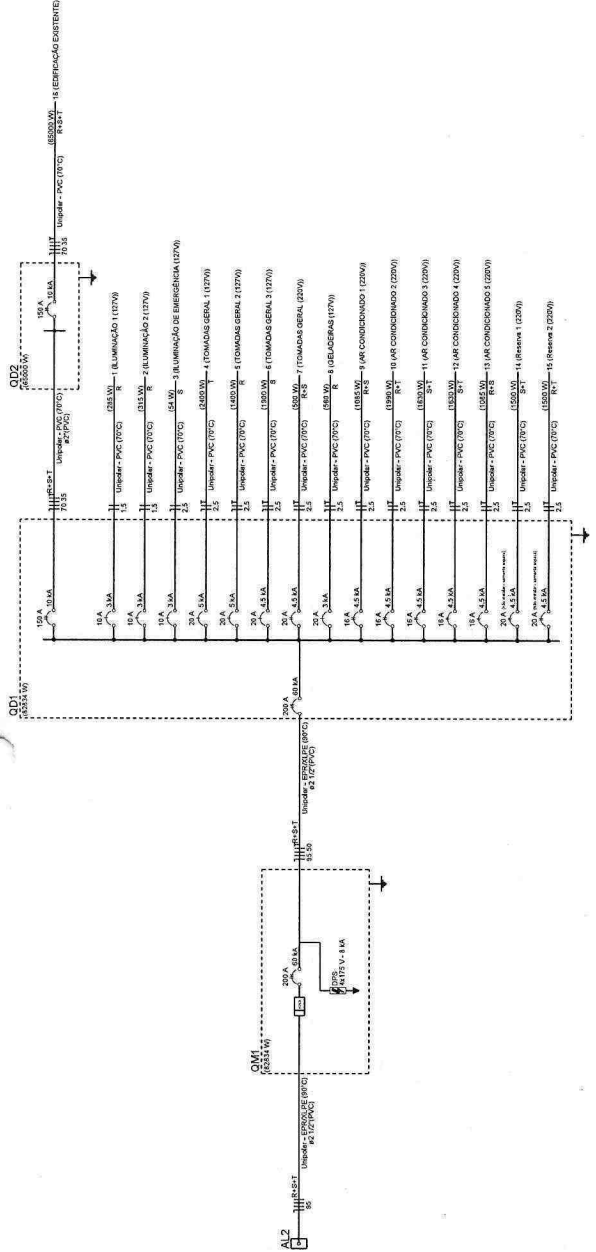 AL2
R+S+T
95
Unipolar - EPR/XLPE (90°C)
ø2 1/2"(PVC)
QM1
(82834 W)
200 A
60 kA
DPS
4x175 V - 8 kA
R+S+T
95 50
Unipolar - EPR/XLPE (90°C)
ø2 1/2"(PVC)
QD1
(82834 W)
200 A
60 kA
150 A
10 kA
R+S+T
70 35
Unipolar - PVC (70°C)
ø2"(PVC)
QD2
(65000 W)
150 A
10 kA
70 35
Unipolar - PVC (70°C)
(65000 W)
R+S+T
16 (EDIFICAÇÃO EXISTENTE)
10 A
3 kA
1.5
Unipolar - PVC (70°C)
(285 W)
R
1 (ILUMINAÇÃO 1 (127V))
10 A
3 kA
1.5
Unipolar - PVC (70°C)
(315 W)
R
2 (ILUMINAÇÃO 2 (127V))
10 A
3 kA
2.5
Unipolar - PVC (70°C)
(54 W)
S
3 (ILUMINAÇÃO DE EMERGÊNCIA (127V))
20 A
5 kA
2.5
Unipolar - PVC (70°C)
(2400 W)
T
4 (TOMADAS GERAL 1 (127V))
20 A
5 kA
2.5
Unipolar - PVC (70°C)
(1400 W)
R
5 (TOMADAS GERAL 2 (127V))
20 A
4.5 kA
2.5
Unipolar - PVC (70°C)
(1900 W)
S
6 (TOMADAS GERAL 3 (127V))
20 A
4.5 kA
2.5
Unipolar - PVC (70°C)
(500 W)
R+S
7 (TOMADAS GERAL (220V))
20 A
3 kA
2.5
Unipolar - PVC (70°C)
(560 W)
R
8 (GELADEIRAS (127V))
16 A
4.5 kA
2.5
Unipolar - PVC (70°C)
(1085 W)
R+S
9 (AR CONDICIONADO 1 (220V))
16 A
4.5 kA
2.5
Unipolar - PVC (70°C)
(1990 W)
R+T
10 (AR CONDICIONADO 2 (220V))
16 A
4.5 kA
2.5
Unipolar - PVC (70°C)
(1630 W)
S+T
11 (AR CONDICIONADO 3 (220V))
16 A
4.5 kA
2.5
Unipolar - PVC (70°C)
(1630 W)
S+T
12 (AR CONDICIONADO 4 (220V))
16 A
4.5 kA
2.5
Unipolar - PVC (70°C)
(1085 W)
R+S
13 (AR CONDICIONADO 5 (220V))
20 A
4.5 kA
2.5
Unipolar - PVC (70°C)
(1500 W)
S+T
14 (Reserva 1 (220V))
20 A
4.5 kA
2.5
Unipolar - PVC (70°C)
(1500 W)
R+T
15 (Reserva 2 (220V))